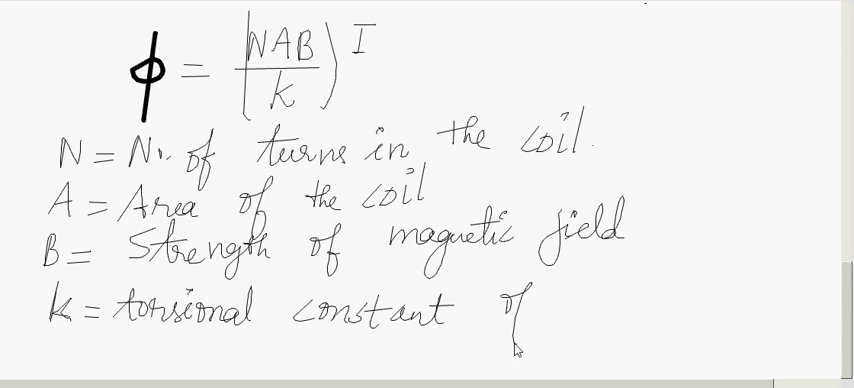 ϕ = (NAB/k) I
N = No. of turns in the coil.
A = Area of the coil
B = Strength of magnetic field
k = torsional constant of